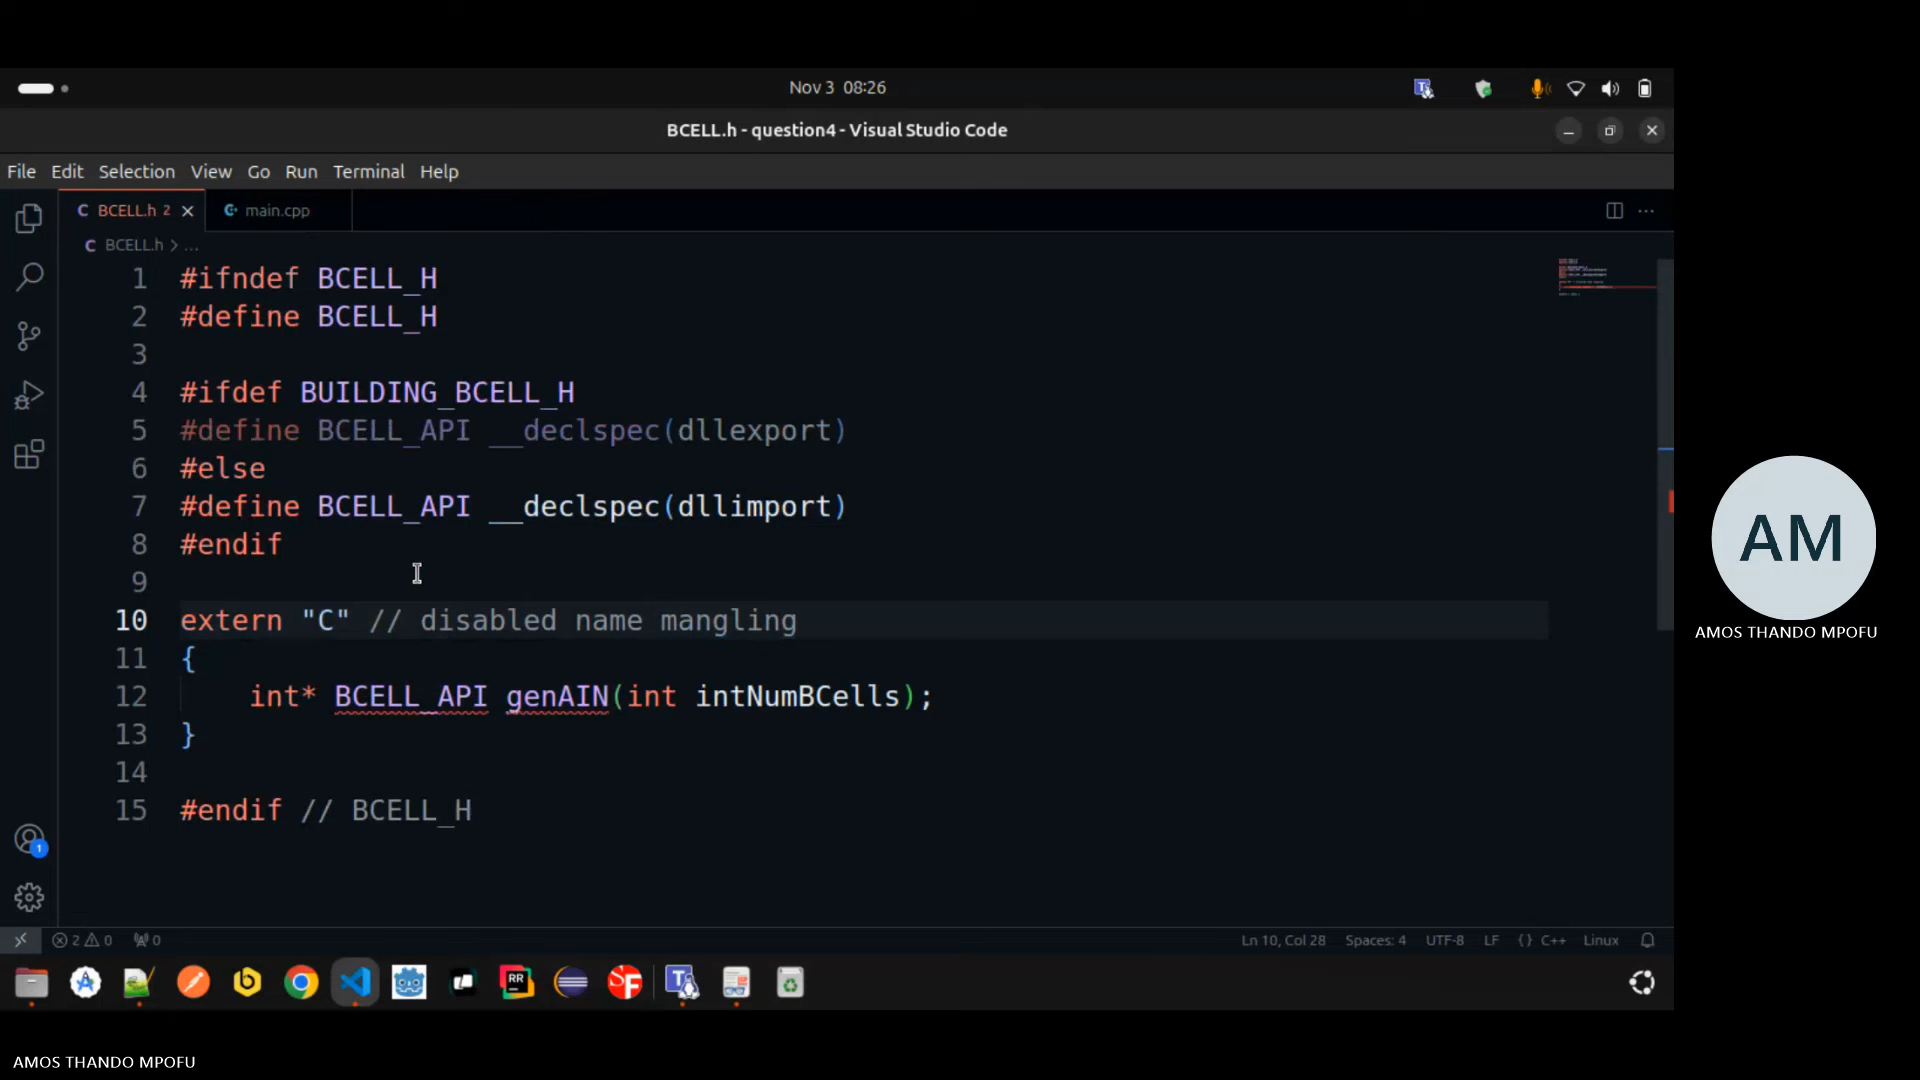 Nov 3 08:26
BCELL.h - question4 - Visual Studio Code
File Edit Selection View Go Run Terminal Help
C BCELL.h 2 main.cpp
C BCELL.h > ...
1 #ifndef BCELL_H
2 #define BCELL_H
3
4 #ifdef BUILDING_BCELL_H
5 #define BCELL_API __declspec(dllexport)
6 #else
7 #define BCELL_API __declspec(dllimport)
8 #endif
9
10 extern "C" // disabled name mangling
11 {
12 int* BCELL_API genAIN(int intNumBCells);
13 }
14
15 #endif // BCELL_H
AM
AMOS THANDO MPOFU
1
2 0 0 Ln 10, Col 28 Spaces: 4 UTF-8 LF {} C++ Linux
RR SF T
AMOS THANDO MPOFU